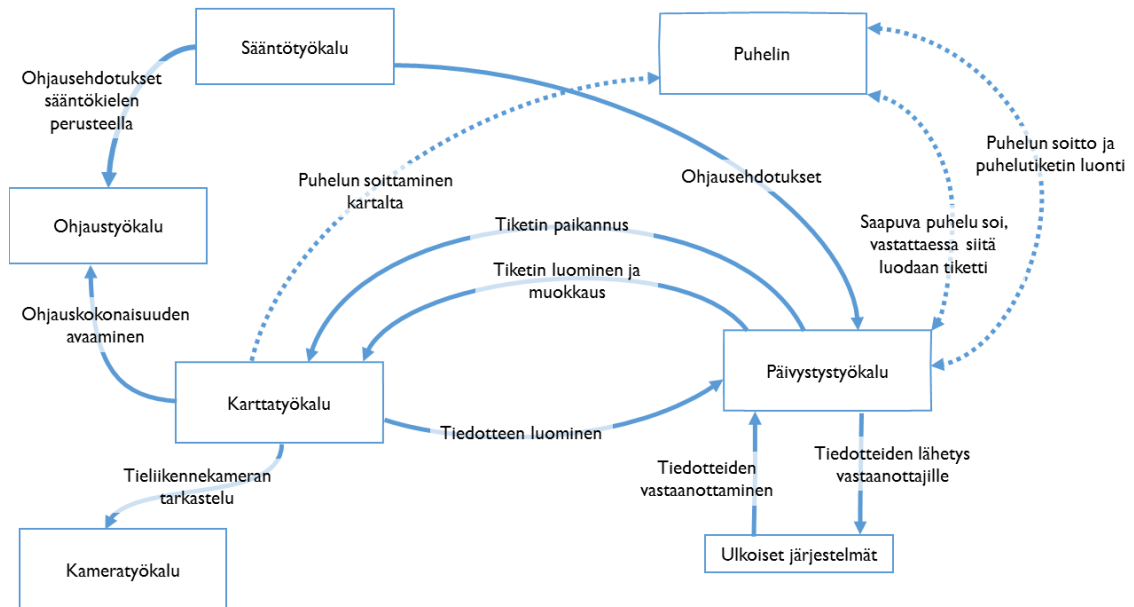 Sääntötyökalu
Puhelin
Ohjausehdotukset
sääntökielen
perusteella
Puhelun soitto ja
puhelutiketin luonti
Puhelun soittaminen
kartalta
Ohjausehdotukset
Ohjaustyökalu
Tiketin paikannus
Saapuva puhelu soi,
vastattaessa siitä
luodaan tiketti
Tiketin luominen ja
muokkaus
Ohjauskokonaisuuden
avaaminen
Päivystystyökalu
Karttatyökalu
Tiedotteen luominen
Tieliikennekameran
tarkastelu
Tiedotteiden
vastaanottaminen
Tiedotteiden lähetys
vastaanottajille
Ulkoiset järjestelmät
Kameratyökalu